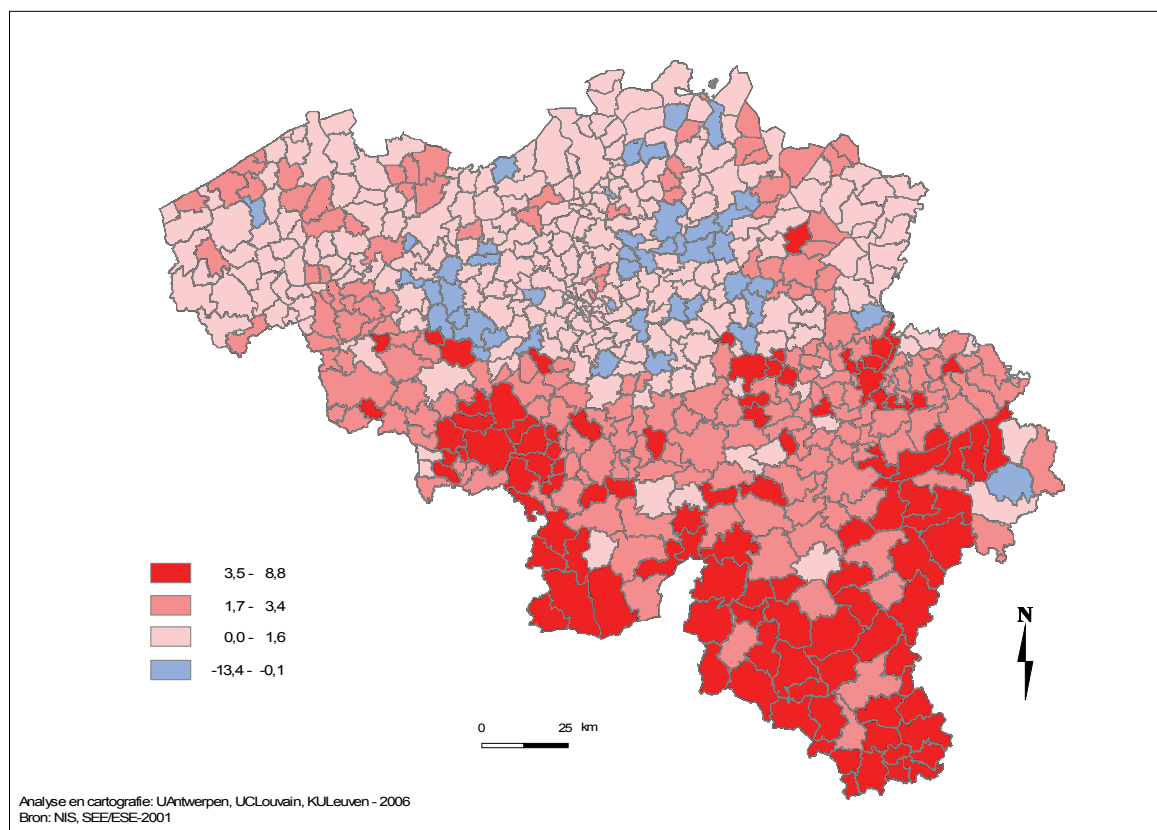 3,5 - 8,8
1,7 - 3,4
0,0 - 1,6
-13,4 - -0,1
N
0 25 km
Analyse en cartografie: UAntwerpen, UCLouvain, KULeuven - 2006
Bron: NIS, SEE/ESE-2001